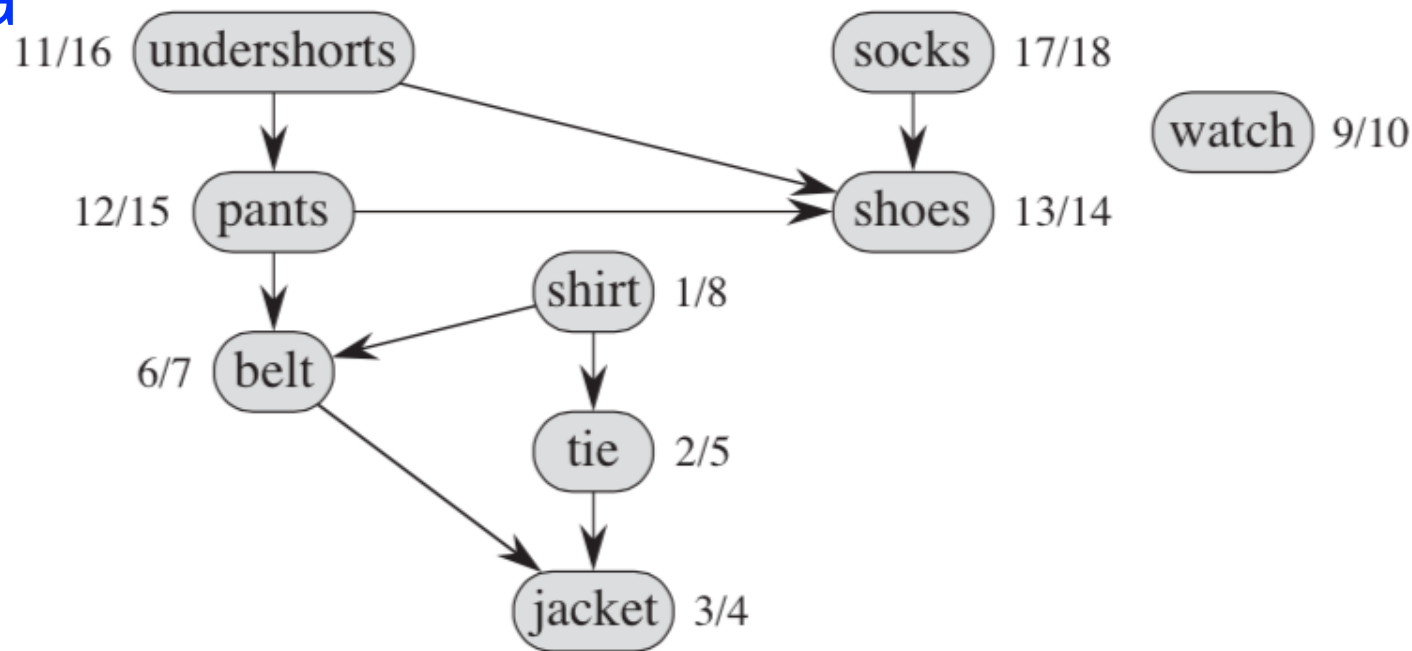 11/16 undershorts socks 17/18
watch 9/10
12/15 pants shoes 13/14
shirt 1/8
6/7 belt
tie 2/5
jacket 3/4